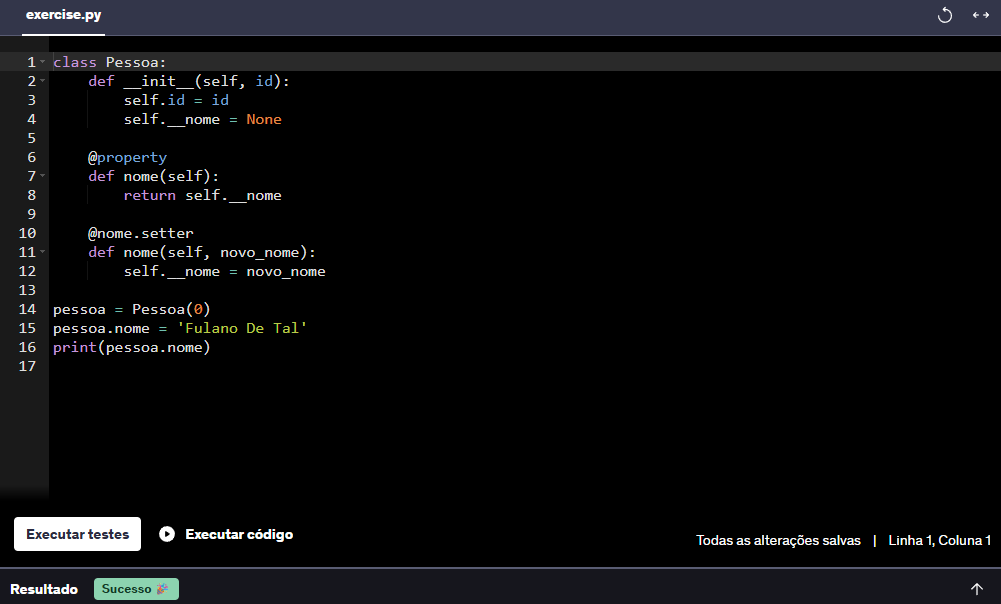 exercise.py
1 class Pessoa:
2     def __init__(self, id):
3         self.id = id
4         self.__nome = None
5
6     @property
7     def nome(self):
8         return self.__nome
9
10     @nome.setter
11     def nome(self, novo_nome):
12         self.__nome = novo_nome
13
14 pessoa = Pessoa(0)
15 pessoa.nome = 'Fulano De Tal'
16 print(pessoa.nome)
17
Executar testes Executar código Todas as alterações salvas | Linha 1, Coluna 1
Resultado Sucesso 🎉